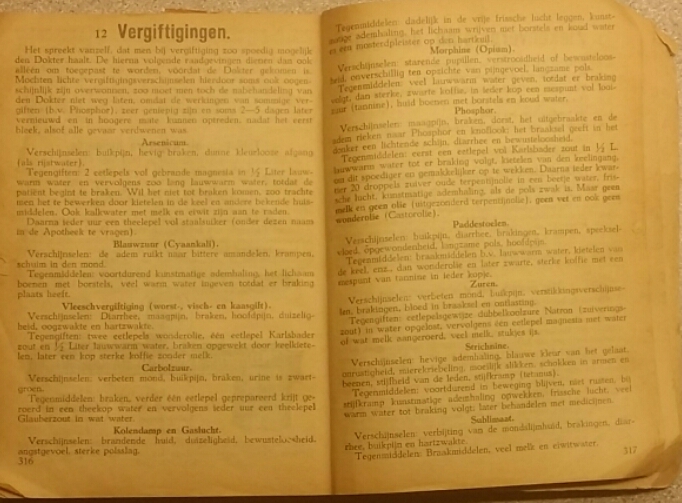 12 Vergiftigingen.
Het spreekt vanzelf, dat men bij vergiftiging zoo spoedig mogelijk
den Dokter haalt. De hierna volgende raadgevingen dienen dan ook
alléén om toegepast te worden, vóórdat de Dokter gekomen is.
Mochten lichte vergiftigingsverschijnselen hierdoor soms ook oogen-
schijnlijk zijn overwonnen, zoo moet men toch de nabehandeling van
den Dokter niet weg laten, omdat de werkingen van sommige ver-
giften (b.v. Phosphor) zeer geniepig zijn en soms 2—5 dagen later
vernieuwd en in hoogere mate kunnen optreden, nadat het eerst
bleek, alsof alle gevaar verdwenen was.
Arsenicum.
Verschijnselen: buikpijn, hevig braken, dunne kleurlooze afgang
(als rijstwater).
Tegengiften: 2 eetlepels vol gebrande magnesia in ½ Liter lauw-
warm water en vervolgens zoo lang lauwwarm water, totdat de
patiënt begint te braken. Wil het niet tot braken komen, zoo trachte
men het te bewerken door kietelen in de keel en andere bekende huis-
middelen. Ook kalkwater met melk en eiwit zijn aan te raden.
Daarna ieder uur een theelepel vol staalsuiker (onder dezen naam
in de Apotheek te vragen).
Blauwzuur (Cyaankali).
Verschijnselen: de adem ruikt naar bittere amandelen, krampen,
schuim in den mond.
Tegenmiddelen: voortdurend kunstmatige ademhaling, het lichaam
boenen met borstels, veel warm water ingeven totdat er braking
plaats heeft.
Vleeschvergiftiging (worst-, visch- en kaasgift).
Verschijnselen: Diarrhee, maagpijn, braken, hoofdpijn, duizelig-
heid, oogzwakte en hartzwakte.
Tegengiften: twee eetlepels wonderolie, één eetlepel Karlsbader
zout in ½ Liter lauwwarm water, braken opgewekt door keelkiete-
len, later een kop sterke koffie zonder melk.
Carbolzuur.
Verschijnselen: verbeten mond, buikpijn, braken, urine is zwart-
groen.
Tegenmiddelen: braken, verder één eetlepel geprepareerd krijt ge-
roerd in een theekop water en vervolgens ieder uur een theelepel
Glauberzout in wat water.
Kolendamp en Gaslucht.
Verschijnselen: brandende huid, duizeligheid, bewusteloosheid,
angstgevoel, sterke polsslag.
316
Tegenmiddelen: dadelijk in de vrije frissche lucht leggen, kunst-
matige ademhaling, het lichaam wrijven met borstels en koud water
en een mosterdpleister op den hartkuil.
Morphine (Opium).
Verschijnselen: starende pupillen, verstrooidheid of bewusteloos-
heid, onverschillig ten opzichte van pijngevoel, langzame pols.
Tegenmiddelen: veel lauwwarm water geven, totdat er braking
volgt, dan sterke, zwarte koffie, in ieder kop een mespunt vol looi-
zuur (tannine), huid boenen met borstels en koud water.
Phosphor.
Verschijnselen: maagpijn, braken, dorst, het uitgebraakte en de
adem rieken naar Phosphor en knoflook; het braaksel geeft in het
donker een lichtende schijn, diarrhee en bewusteloosheid.
Tegenmiddelen: eerst een eetlepel vol Karlsbader zout in ½ L.
lauwwarm water tot er braking volgt, kietelen van den keelingang,
om dit spoediger en gemakkelijker op te wekken. Daarna ieder kwar-
tier 20 droppels zuiver oude terpentijnolie in een beetje water, fris-
sche lucht, kunstmatige ademhaling, als de pols zwak is. Maar geen
melk en geen olie (uitgezonderd terpentijnolie), geen vet en ook geen
wonderolie (Castorolie).
Paddestoelen.
Verschijnselen: buikpijn, diarrhee, brakingen, krampen, speeksel-
vloed, opgewondenheid, langzame pols, hoofdpijn.
Tegenmiddelen: braakmiddelen b.v. lauwwarm water, kietelen van
de keel, enz., dan wonderolie en later zwarte, sterke koffie met een
mespunt van tannine in ieder kopje.
Zuren.
Verschijnselen: verbeten mond, buikpijn, verstikkingsverschijnse-
len, brakingen, bloed in braaksel en ontlasting.
Tegengiften: eetlepelsgewijze dubbelkoolzure Natron (zuiverings-
zout) in water opgelost, vervolgens één eetlepel magnesia met water
of wat melk aangeroerd, veel melk, stukjes ijs.
Strichnine.
Verschijnselen: hevige ademhaling, blauwe kleur van het gelaat,
onrustigheid, mierekriebeling, moeilijk slikken, schokken in armen en
beenen, stijfheid van de leden, stijfkramp (tetanus).
Tegenmiddelen: voortdurend in beweging blijven, niet rusten, bij
stijfkramp kunstmatige ademhaling opwekken, frissche lucht, veel
warm water tot braking volgt; later behandelen met medicijnen.
Sublimaat.
Verschijnselen: verbijting van de mondslijmhuid, brakingen, diar-
rhee, buikpijn en hartzwakte.
Tegenmiddelen: Braakmiddelen, veel melk en eiwitwater.
317